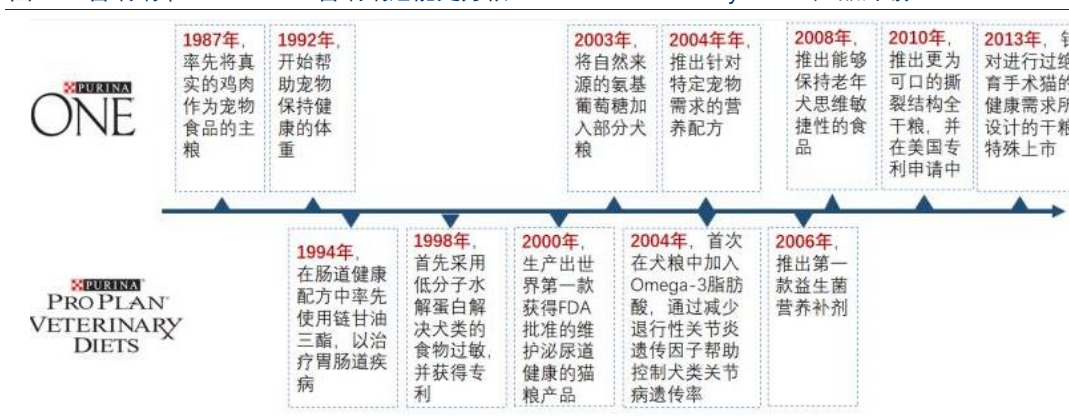 1987年，
率先将真
实的鸡肉
作为宠物
食品的主
粮
1992年，
开始帮
助宠物
保持健
康的体
重
2003年，
将自然来
源的氨基
葡萄糖加
入部分犬
粮
2004年年，
推出针对
特定宠物
需求的营
养配方
2008年，
推出能够
保持老年
犬思维敏
捷性的食
品
2010年，
推出更为
可口的撕
裂结构全
干粮，并
在美国专
利申请中
2013年，
对进行过绝
育手术猫的
健康需求所
设计的干粮
特殊上市
PURINA
ONE
PURINA
PRO PLAN
VETERINARY
DIETS
1994年，
在肠道健康
配方中率先
使用链甘油
三酯，以治
疗胃肠道疾
病
1998年，
首先采用
低分子水
解蛋白解
决犬类的
食物过敏，
并获得专
利
2000年，
生产出世
界第一款
获得FDA
批准的维
护泌尿道
健康的猫
粮产品
2004年，首次
在犬粮中加入
Omega-3脂肪
酸，通过减少
退行性关节炎
遗传因子帮助
控制犬类关节
病遗传率
2006年，
推出第一
款益生菌
营养补剂